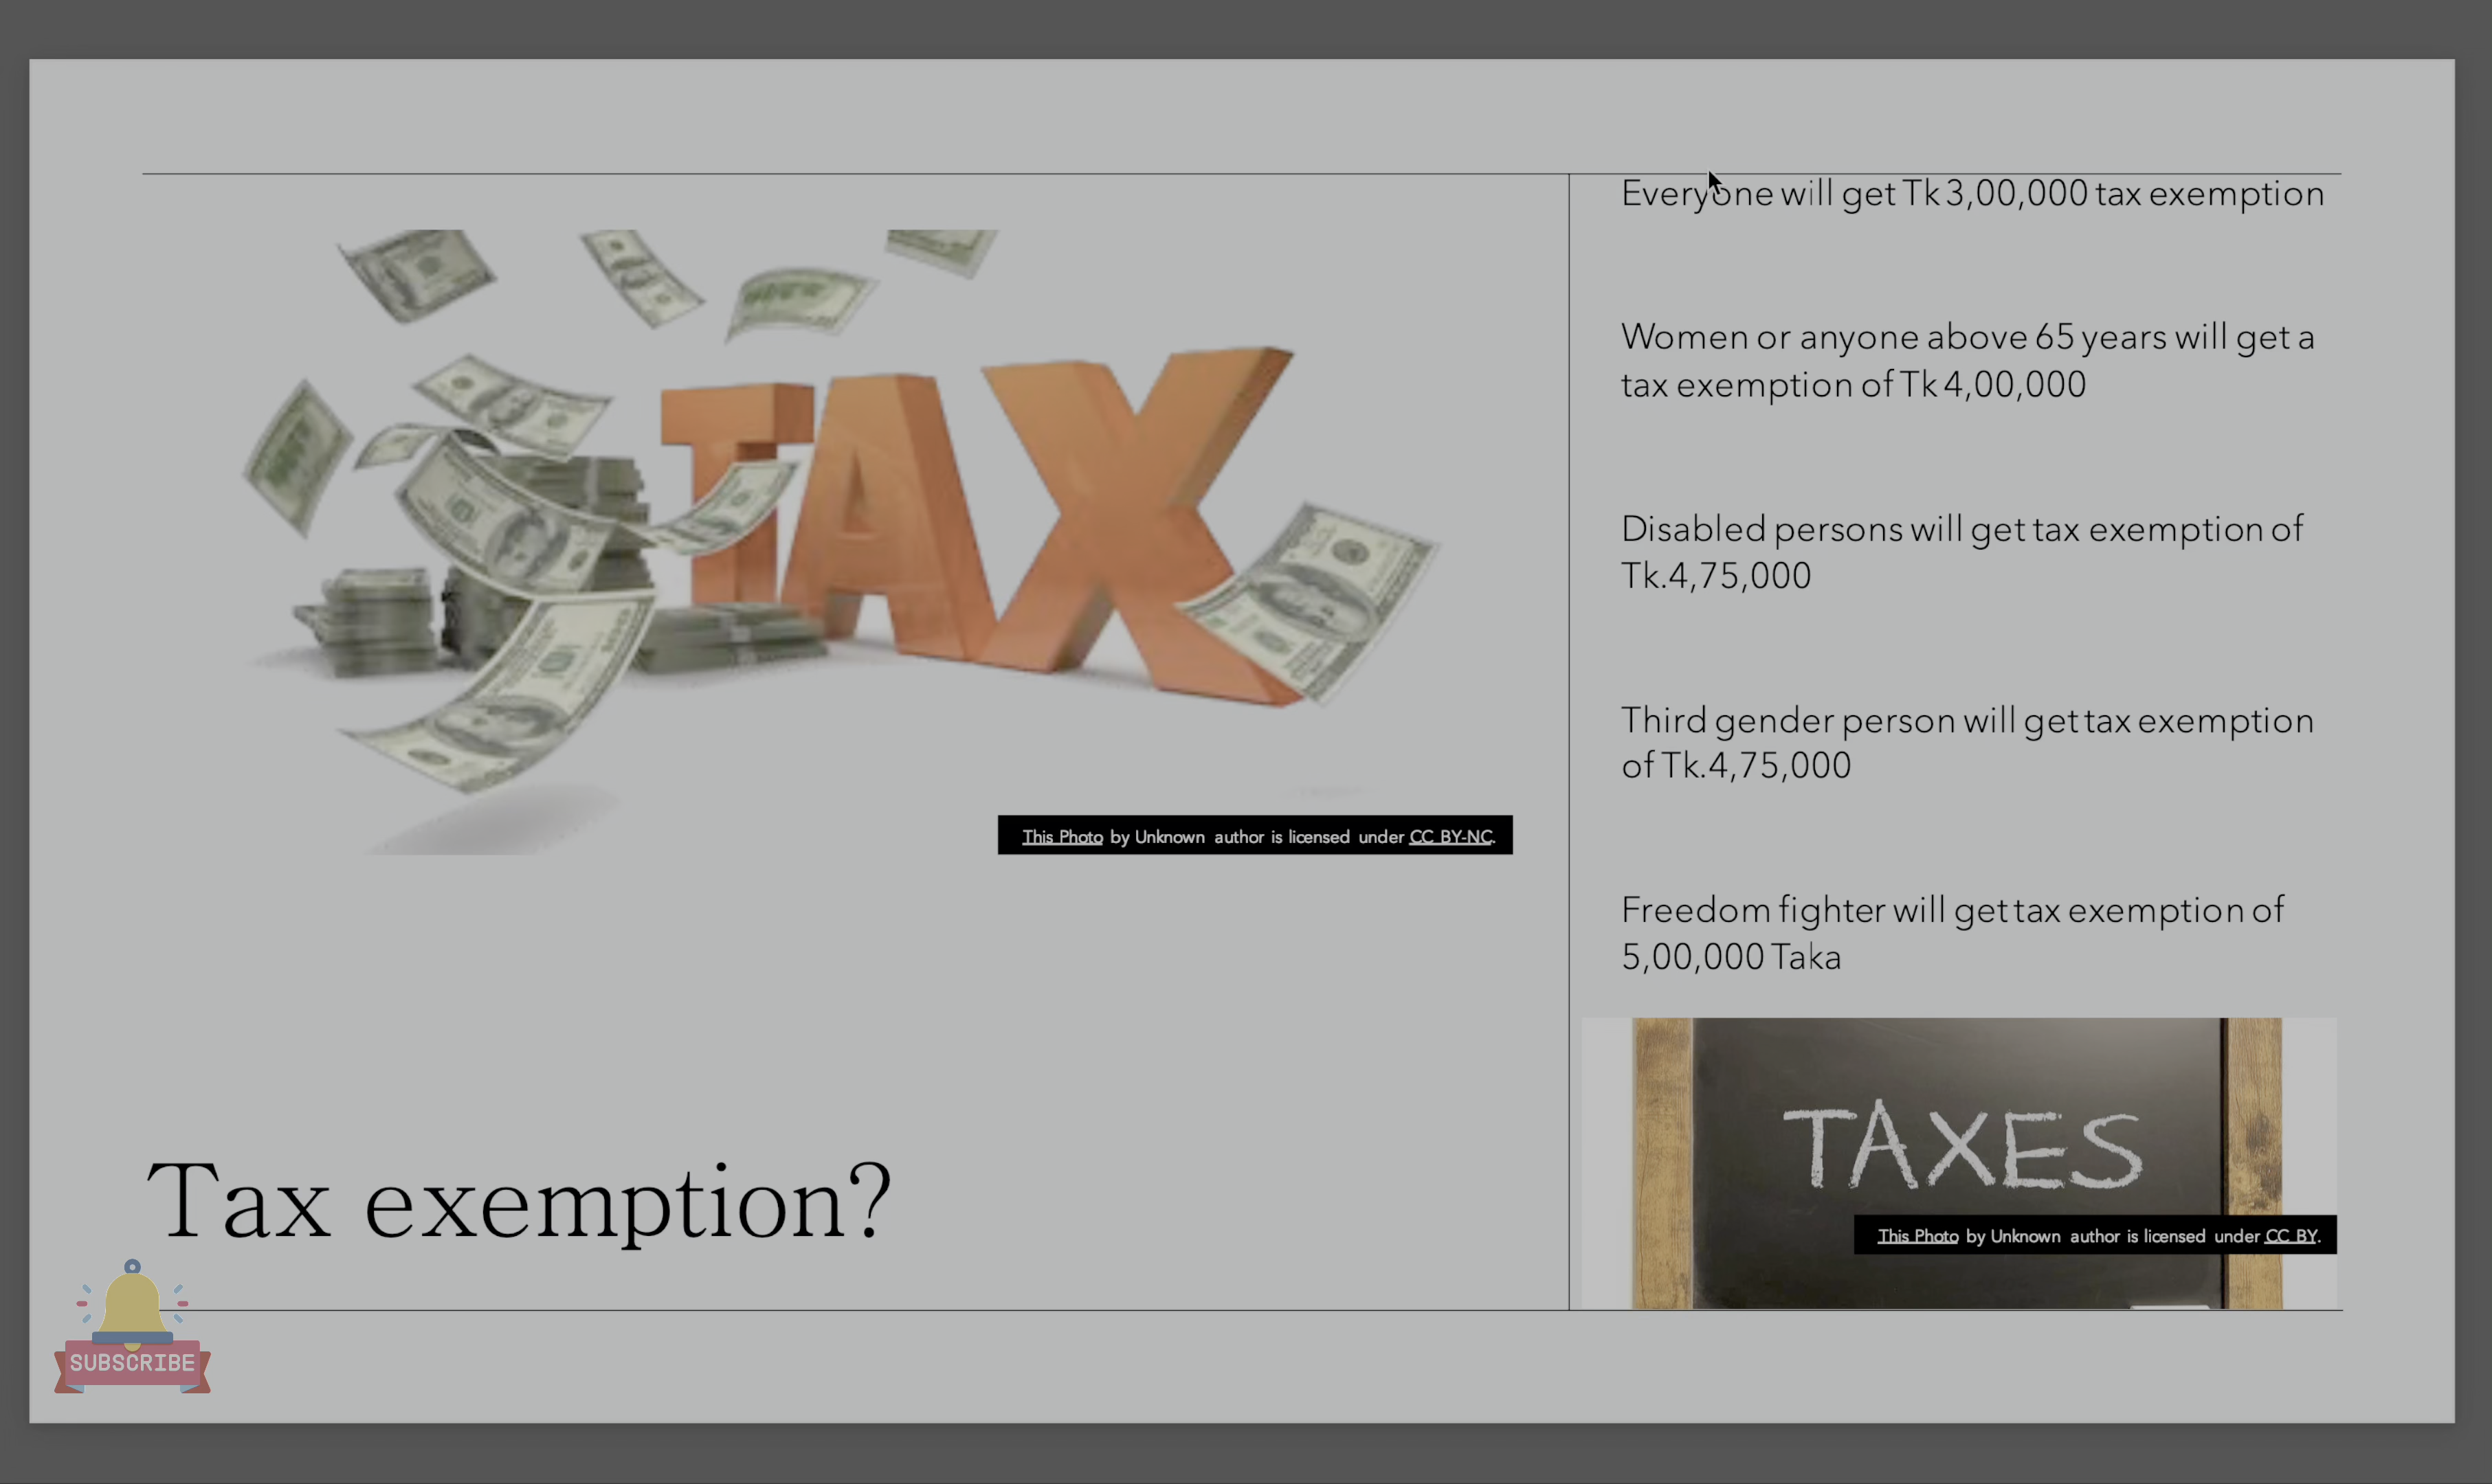 Everyone will get Tk 3,00,000 tax exemption
Women or anyone above 65 years will get a
tax exemption of Tk 4,00,000
Disabled persons will get tax exemption of
Tk.4,75,000
Third gender person will get tax exemption
of Tk.4,75,000
Freedom fighter will get tax exemption of
5,00,000 Taka
TAX
This Photo by Unknown author is licensed under CC BY-NC.
Tax exemption?
TAXES
This Photo by Unknown author is licensed under CC BY.
SUBSCRIBE